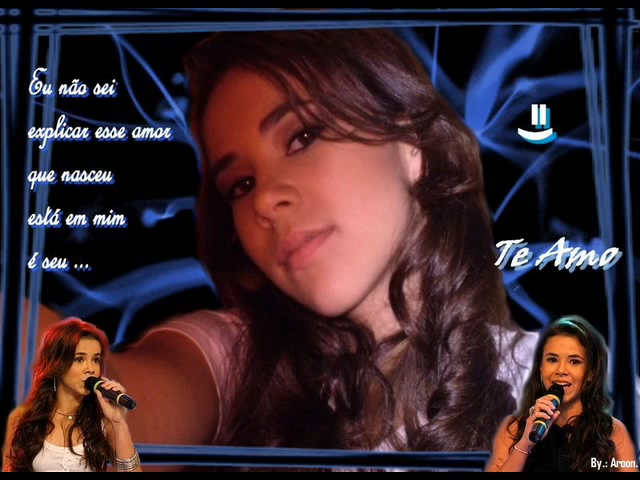 Eu não sei
explicar esse amor
que nasceu
está em mim
é seu ...
Te Amo
By.: Aroon.